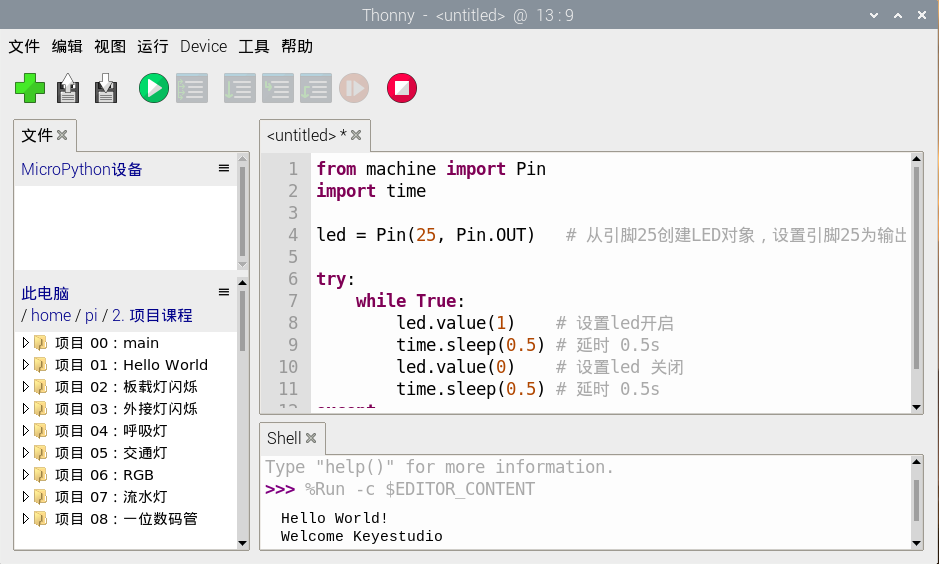 Thonny - <untitled> @ 13 : 9
文件 编辑 视图 运行 Device 工具 帮助
文件
MicroPython设备
此电脑
/ home / pi / 2. 项目课程
项目 00 : main
项目 01 : Hello World
项目 02 : 板载灯闪烁
项目 03 : 外接灯闪烁
项目 04 : 呼吸灯
项目 05 : 交通灯
项目 06 : RGB
项目 07 : 流水灯
项目 08 : 一位数码管
<untitled> *
1 from machine import Pin
2 import time
3
4 led = Pin(25, Pin.OUT) # 从引脚25创建LED对象，设置引脚25为输出
5
6 try:
7 while True:
8 led.value(1) # 设置led开启
9 time.sleep(0.5) # 延时 0.5s
10 led.value(0) # 设置led 关闭
11 time.sleep(0.5) # 延时 0.5s
Shell
Type "help()" for more information.
>>> %Run -c $EDITOR_CONTENT
Hello World!
Welcome Keyestudio